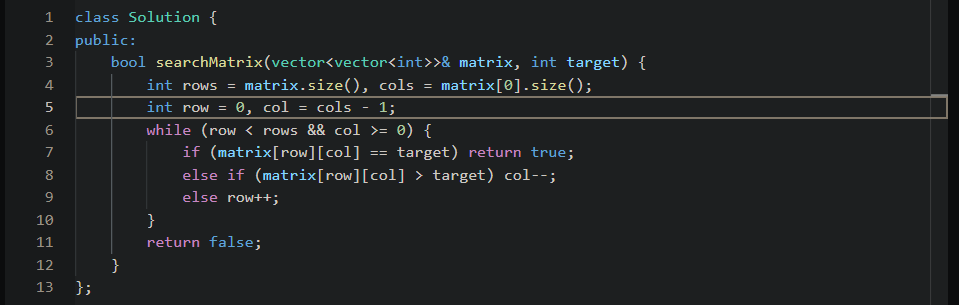 1 class Solution {
2 public:
3     bool searchMatrix(vector<vector<int>>& matrix, int target) {
4         int rows = matrix.size(), cols = matrix[0].size();
5         int row = 0, col = cols - 1;
6         while (row < rows && col >= 0) {
7             if (matrix[row][col] == target) return true;
8             else if (matrix[row][col] > target) col--;
9             else row++;
10         }
11         return false;
12     }
13 };